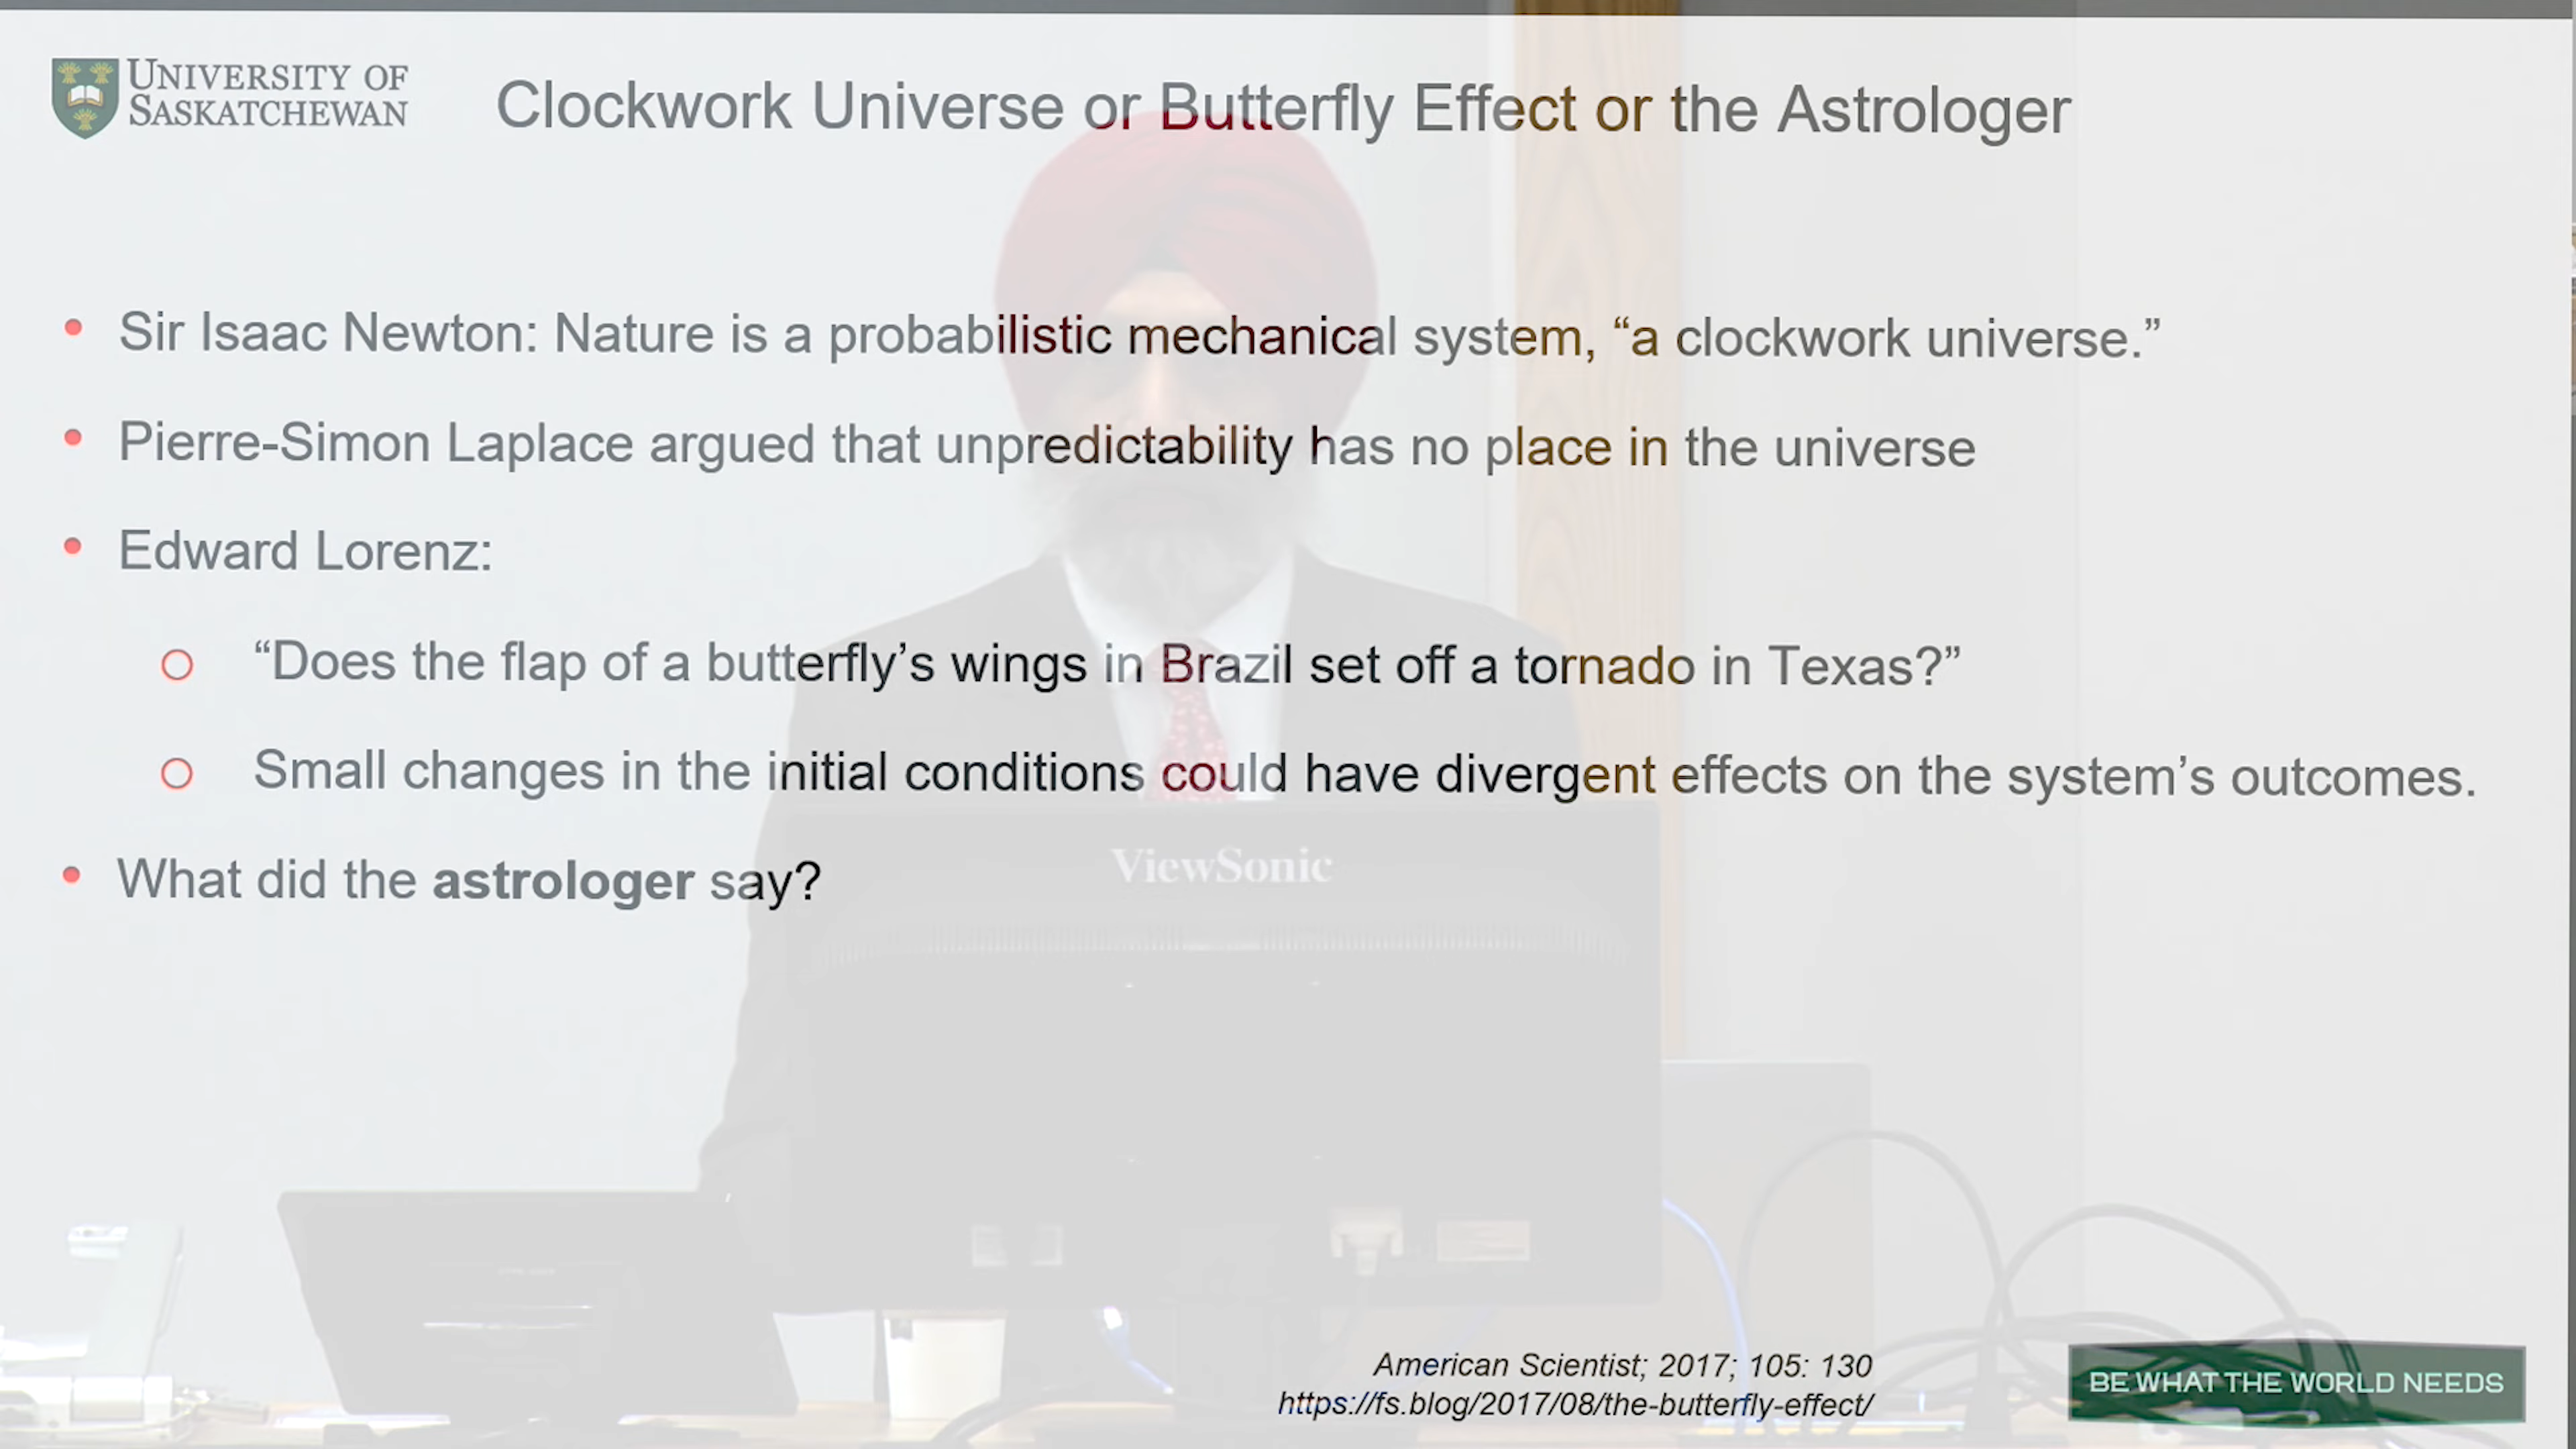 UNIVERSITY OF
SASKATCHEWAN
Clockwork Universe or Butterfly Effect or the Astrologer
• Sir Isaac Newton: Nature is a probabilistic mechanical system, “a clockwork universe.”
• Pierre-Simon Laplace argued that unpredictability has no place in the universe
• Edward Lorenz:
○ “Does the flap of a butterfly’s wings in Brazil set off a tornado in Texas?”
○ Small changes in the initial conditions could have divergent effects on the system’s outcomes.
• What did the astrologer say?
ViewSonic
American Scientist; 2017; 105: 130
https://fs.blog/2017/08/the-butterfly-effect/
BE WHAT THE WORLD NEEDS